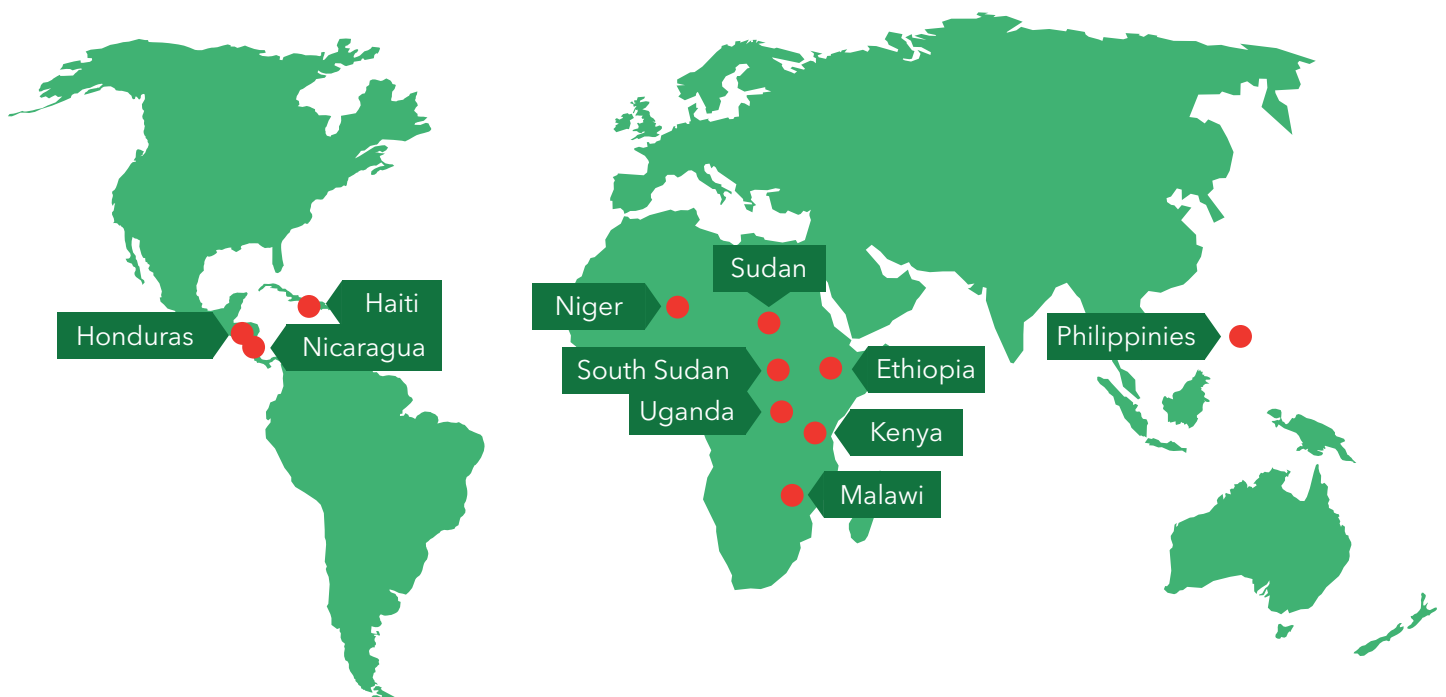 Sudan
Haiti
Niger
Honduras
Nicaragua
Philippinies
South Sudan
Ethiopia
Uganda
Kenya
Malawi